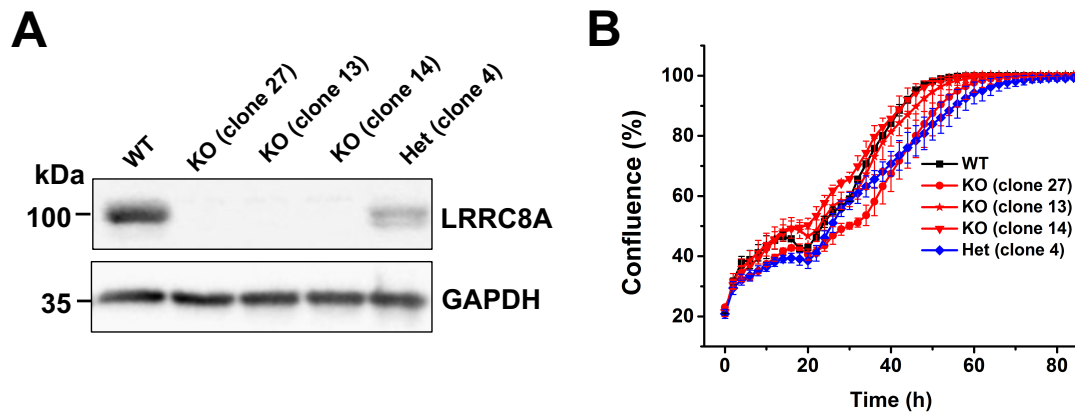 A
WT
KO (clone 27)
KO (clone 13)
KO (clone 14)
Het (clone 4)
kDa
100
LRRC8A
35
GAPDH
B
Confluence (%)
100
80
60
40
20
0
20
40
60
80
Time (h)
WT
KO (clone 27)
KO (clone 13)
KO (clone 14)
Het (clone 4)